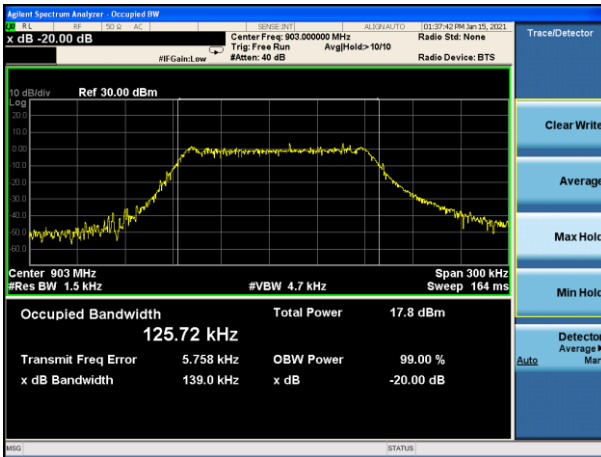 Agilent Spectrum Analyzer - Occupied BW
RL RF 50 Ω AC SENSE:INT ALIGNAUTO 01:37:42 PM Jan 15, 2021
x dB -20.00 dB Center Freq: 903.000000 MHz Radio Std: None
Trig: Free Run Avg|Hold:> 10/10
#IFGain:Low #Atten: 40 dB Radio Device: BTS
10 dB/div Ref 30.00 dBm
Log
20.0
10.0
0.00
-10.0
-20.0
-30.0
-40.0
-50.0
-60.0
Center 903 MHz Span 300 kHz
#Res BW 1.5 kHz #VBW 4.7 kHz Sweep 164 ms
Occupied Bandwidth Total Power 17.8 dBm
125.72 kHz
Transmit Freq Error 5.758 kHz OBW Power 99.00 %
x dB Bandwidth 139.0 kHz x dB -20.00 dB
MSG STATUS
Trace/Detector
Clear Write
Average
Max Hold
Min Hold
Detector
Average
Auto Man